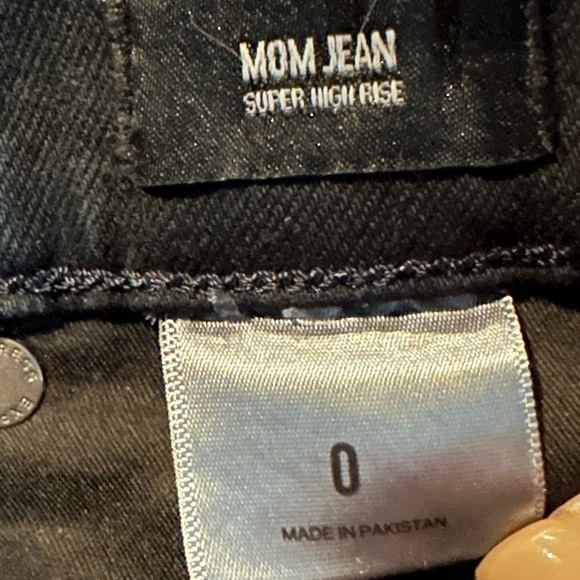 MOM JEAN
SUPER HIGH RISE
0
MADE IN PAKISTAN